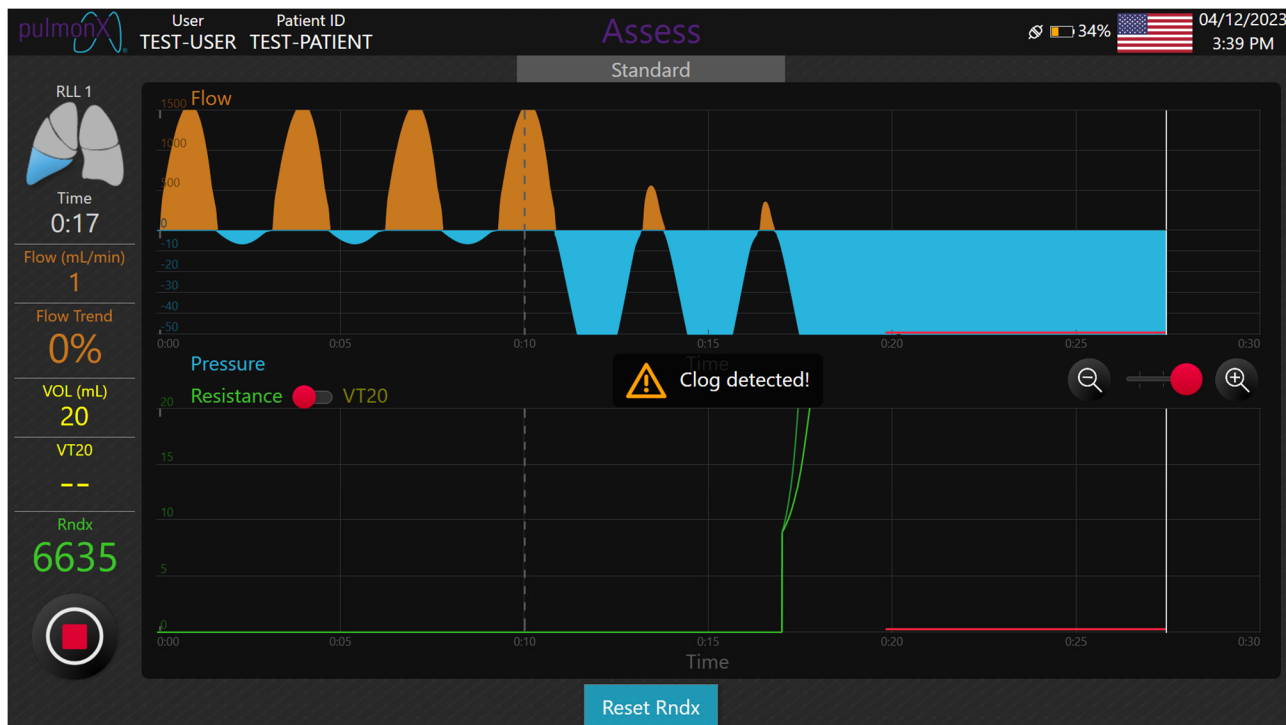 pulmonx
User
TEST-USER
Patient ID
TEST-PATIENT
Assess
34%
04/12/2023
3:39 PM
Standard
RLL 1
Time
0:17
Flow (mL/min)
1
Flow Trend
0%
VOL (mL)
20
VT20
--
Rndx
6635
Flow
1500
1000
500
0
-10
-20
-30
-40
-50
0:00 0:05 0:10 0:15 0:20 0:25 0:30
Time
Pressure
Clog detected!
Resistance VT20
20
15
10
5
0
0:00 0:05 0:10 0:15 0:20 0:25 0:30
Time
Reset Rndx